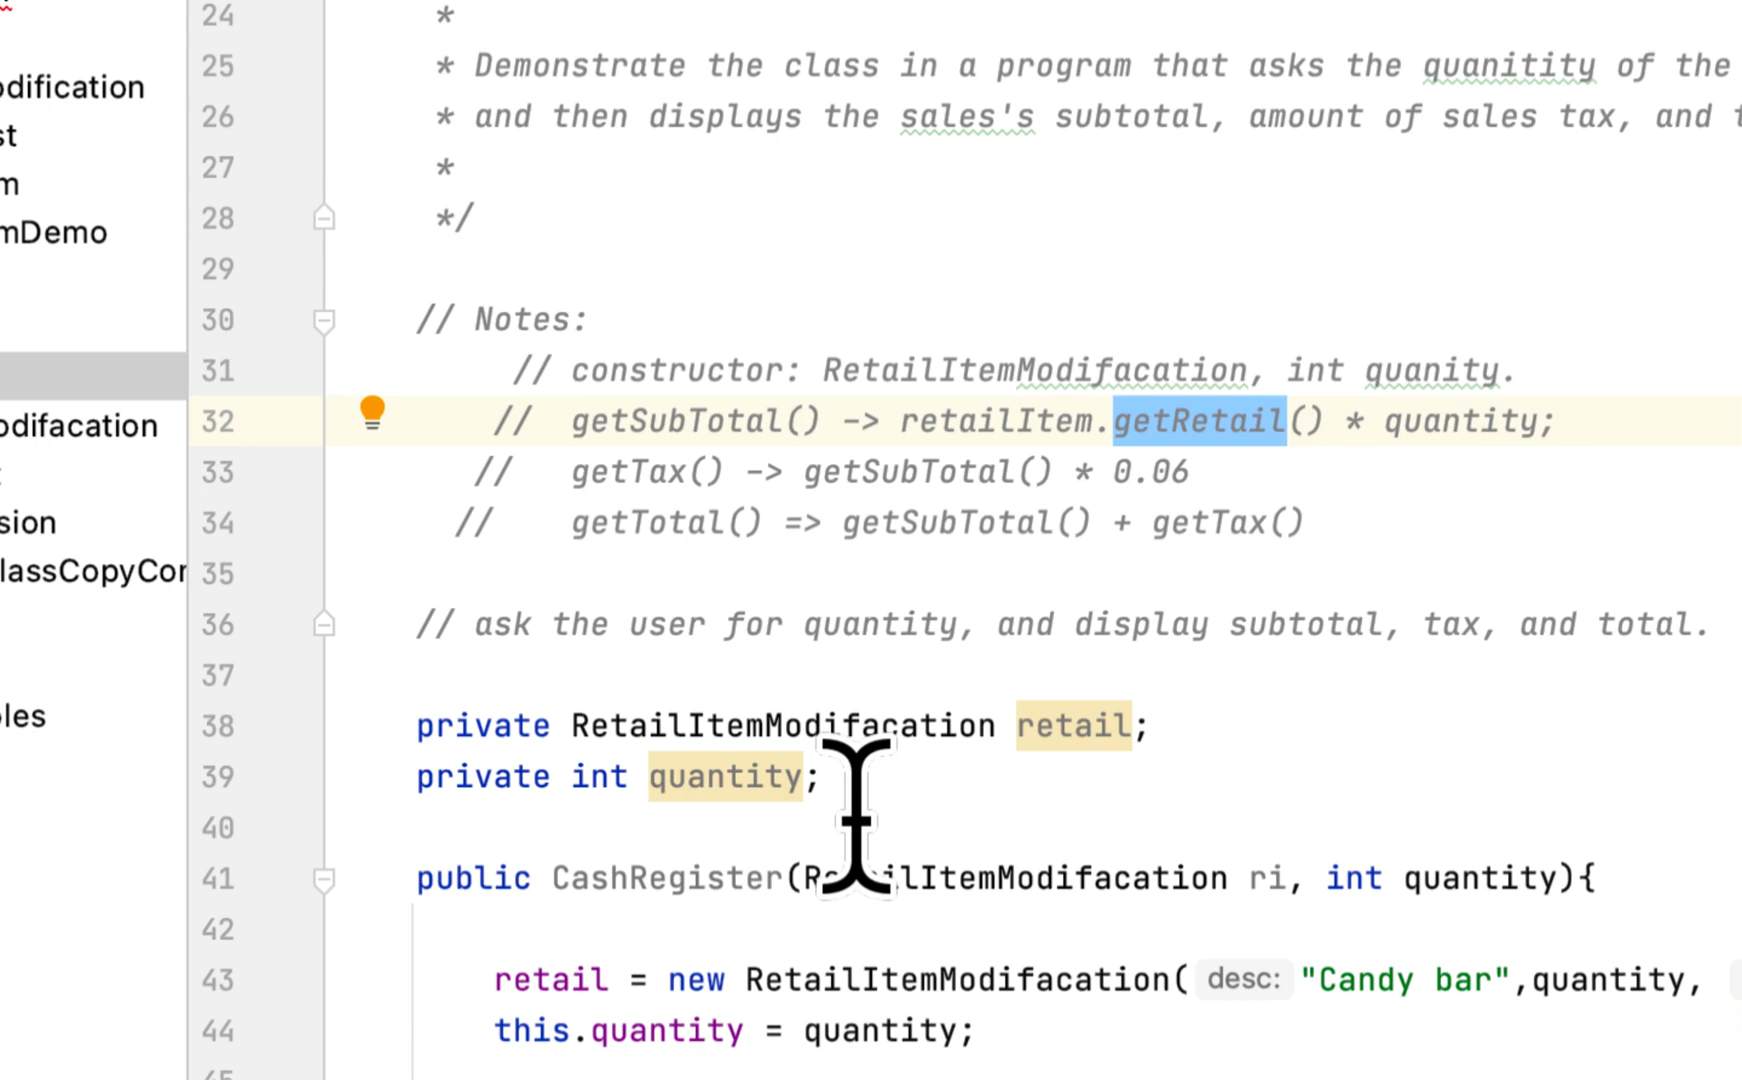 odification
st
m
mDemo
odifacation
sion
lassCopyCor
les
24 *
25 * Demonstrate the class in a program that asks the quanitity of the
26 * and then displays the sales's subtotal, amount of sales tax, and t
27 *
28 */
29
30 // Notes:
31 // constructor: RetailItemModifacation, int quanity.
32 // getSubTotal() -> retailItem.getRetail() * quantity;
33 // getTax() -> getSubTotal() * 0.06
34 // getTotal() => getSubTotal() + getTax()
35
36 // ask the user for quantity, and display subtotal, tax, and total.
37
38 private RetailItemModifacation retail;
39 private int quantity;
40
41 public CashRegister(RetailItemModifacation ri, int quantity){
42
43 retail = new RetailItemModifacation( desc: "Candy bar",quantity,
44 this.quantity = quantity;
45